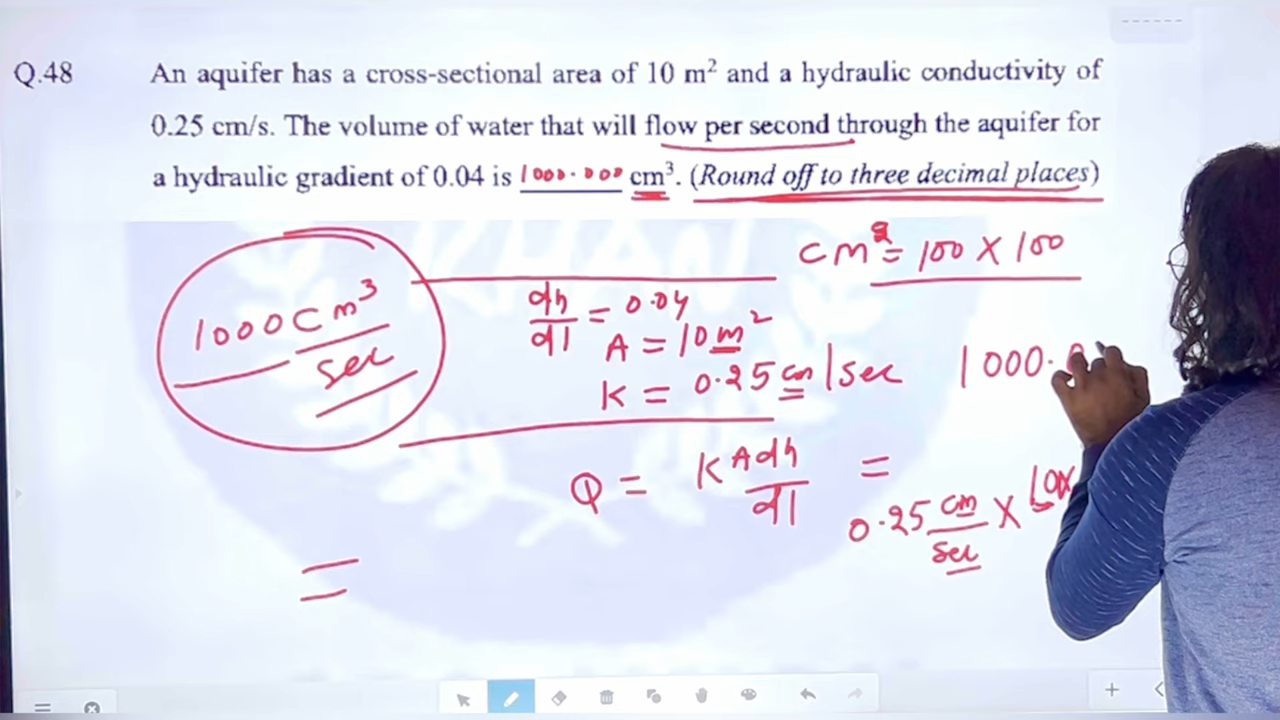 Q.48 An aquifer has a cross-sectional area of 10 m² and a hydraulic conductivity of
0.25 cm/s. The volume of water that will flow per second through the aquifer for
a hydraulic gradient of 0.04 is 1000.000 cm³. (Round off to three decimal places)
KHAN
cm² = 100 X 100
1000 cm³/sec
dh/dl = 0.04
A = 10 m²
K = 0.25 cm/sec
1000.
Q = K A dh/dl =
0.25 cm/sec X 10x
=